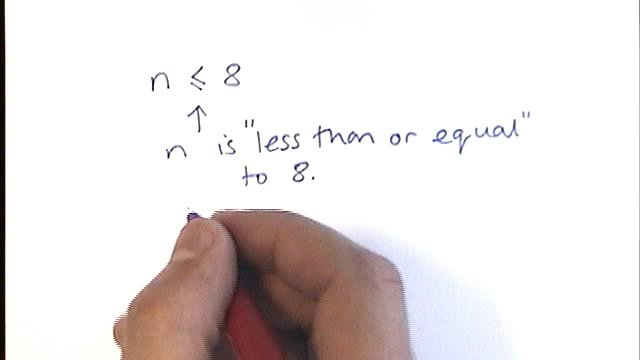 n ≤ 8
↑
n is "less than or equal"
to 8.